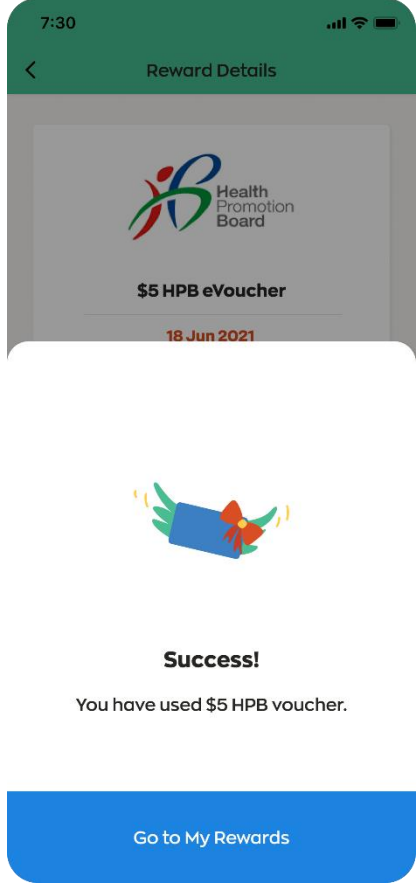 7:30
Reward Details
Health
Promotion
Board
$5 HPB eVoucher
18 Jun 2021
Success!
You have used $5 HPB voucher.
Go to My Rewards